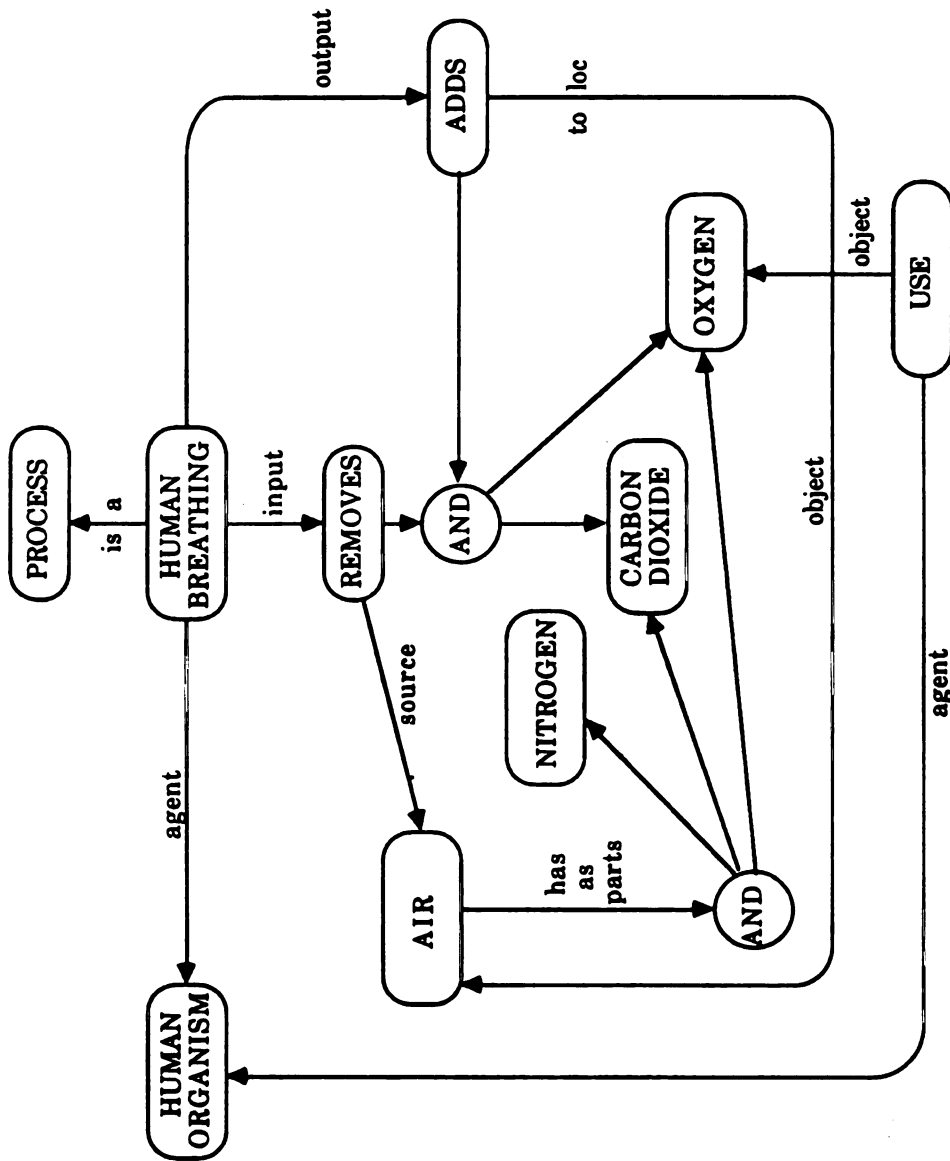 PROCESS
is a
HUMAN
BREATHING
agent
HUMAN
ORGANISM
input
output
REMOVES
ADDS
source
AND
to loc
AIR
has
as
parts
NITROGEN
CARBON
DIOXIDE
OXYGEN
AND
object
object
USE
agent